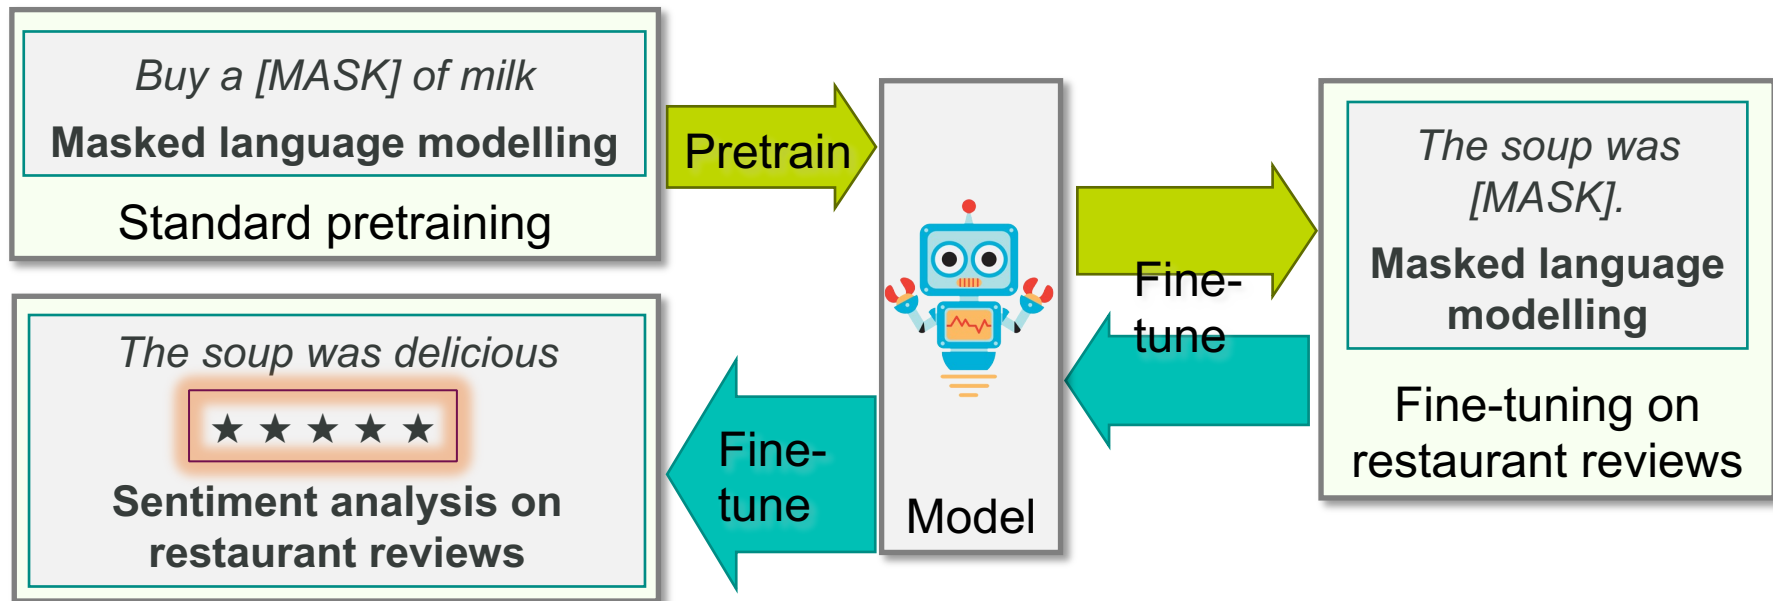 Buy a [MASK] of milk
Masked language modelling
Standard pretraining
Pretrain
Model
Fine-
tune
The soup was
[MASK].
Masked language
modelling
Fine-tuning on
restaurant reviews
The soup was delicious
★ ★ ★ ★ ★
Sentiment analysis on
restaurant reviews
Fine-
tune